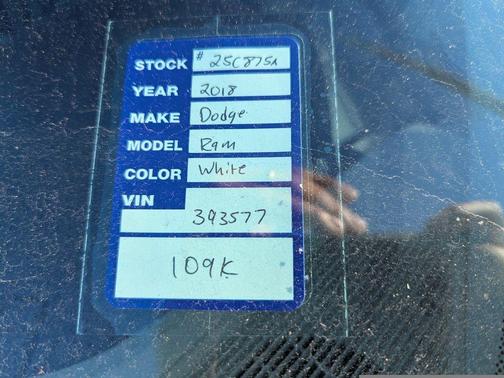 STOCK # 25C875A
YEAR 2018
MAKE Dodge
MODEL Ram
COLOR White
VIN
393577
109K